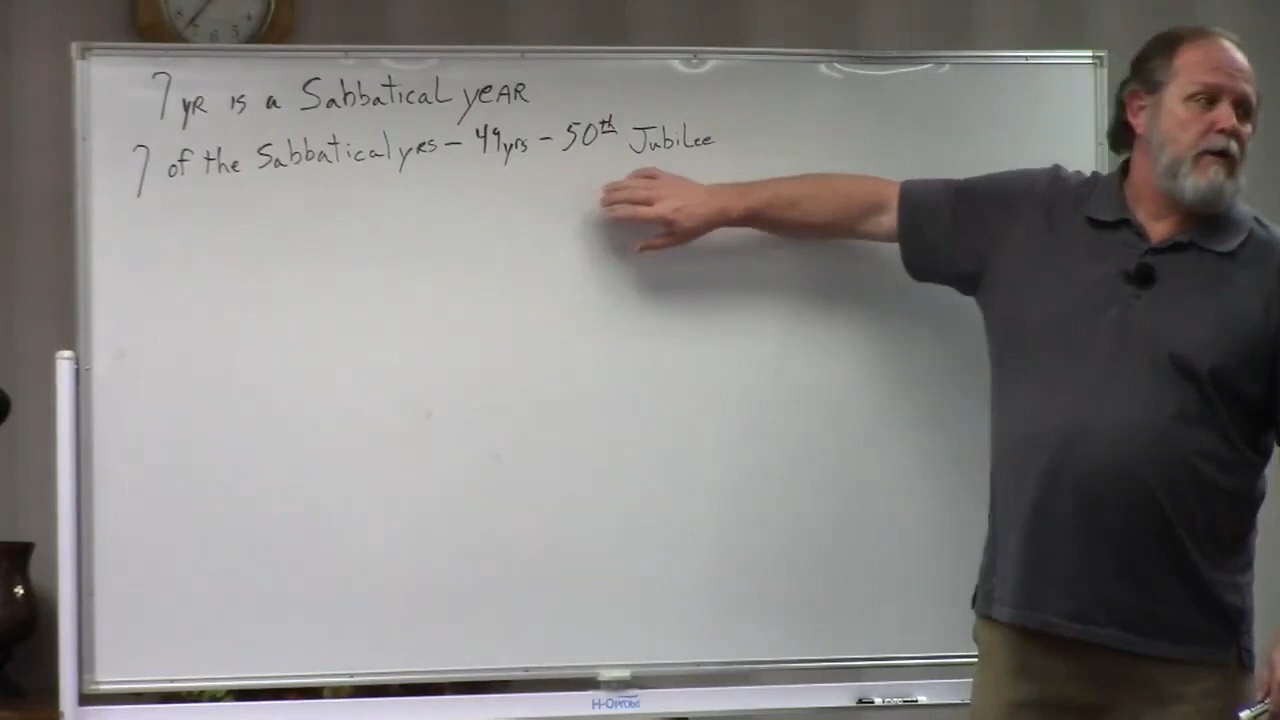 7 yR is a Sabbatical yeAR
7 of the Sabbatical yRs - 49yrs - 50th Jubilee